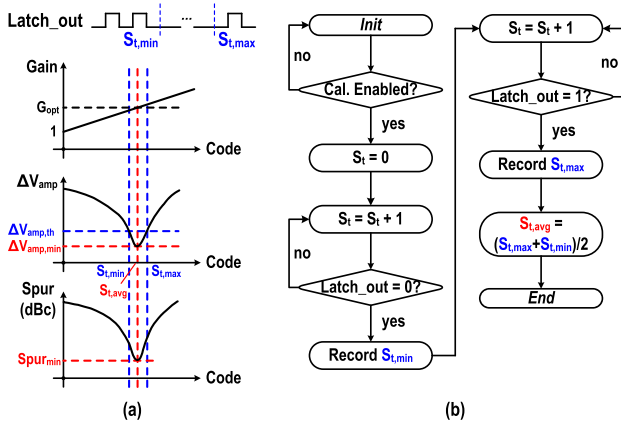 Latch_out
...
St,min
St,max
Gain
Gopt
1
Code
ΔVamp
ΔVamp,th
ΔVamp,min
St,min
St,max
St,avg
Code
Spur
(dBc)
Spurmin
Code
(a)
Init
no
Cal. Enabled?
yes
St = 0
St = St + 1
no
Latch_out = 0?
yes
Record St,min
St = St + 1
no
Latch_out = 1?
yes
Record St,max
St,avg =
(St,max+St,min)/2
End
(b)